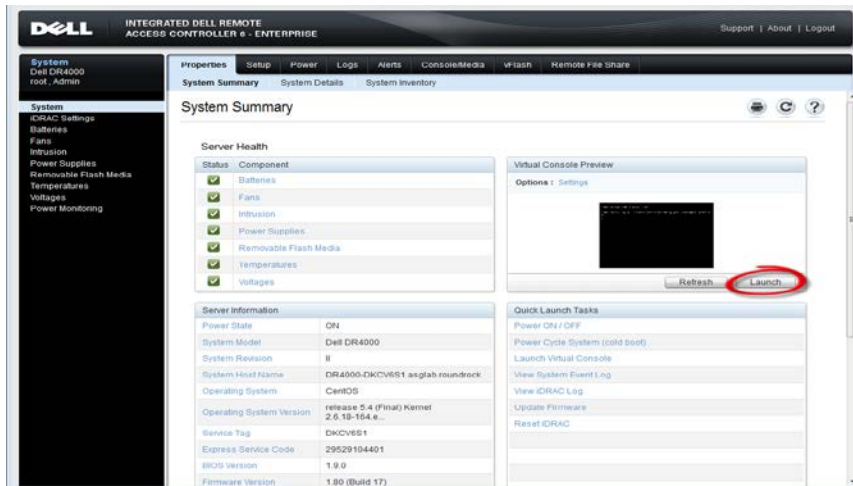 DELL
INTEGRATED DELL REMOTE
ACCESS CONTROLLER 6 - ENTERPRISE
Support | About | Logout
System
Dell DR4000
root , Admin
Properties Setup Power Logs Alerts Console/Media vFlash Remote File Share
System Summary System Details System Inventory
System
iDRAC Settings
Batteries
Fans
Intrusion
Power Supplies
Removable Flash Media
Temperatures
Voltages
Power Monitoring
System Summary
Server Health
Status Component
Batteries
Fans
Intrusion
Power Supplies
Removable Flash Media
Temperatures
Voltages
Virtual Console Preview
Options : Settings
Refresh Launch
Server Information
Power State ON
System Model Dell DR4000
System Revision II
System Host Name DR4000-DKCV6S1.asglab.roundrock
Operating System CentOS
Operating System Version release 5.4 (Final) Kernel 2.6.18-164.e...
Service Tag DKCV6S1
Express Service Code 29529104401
BIOS Version 1.9.0
Firmware Version 1.80 (Build 17)
Quick Launch Tasks
Power ON / OFF
Power Cycle System (cold boot)
Launch Virtual Console
View System Event Log
View iDRAC Log
Update Firmware
Reset iDRAC